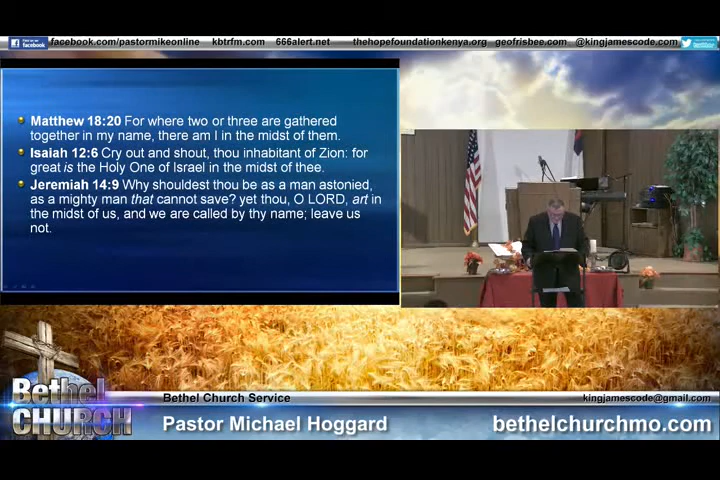 facebook.com/pastormikeonline kbtrfm.com 666alert.net thehopefoundationkenya.org geofrisbee.com @kingjamescode.com
Matthew 18:20 For where two or three are gathered
together in my name, there am I in the midst of them.
Isaiah 12:6 Cry out and shout, thou inhabitant of Zion: for
great is the Holy One of Israel in the midst of thee.
Jeremiah 14:9 Why shouldest thou be as a man astonied,
as a mighty man that cannot save? yet thou, O LORD, art in
the midst of us, and we are called by thy name; leave us
not.
Bethel
CHURCH
Bethel Church Service
kingjamescode@gmail.com
Pastor Michael Hoggard
bethelchurchmo.com